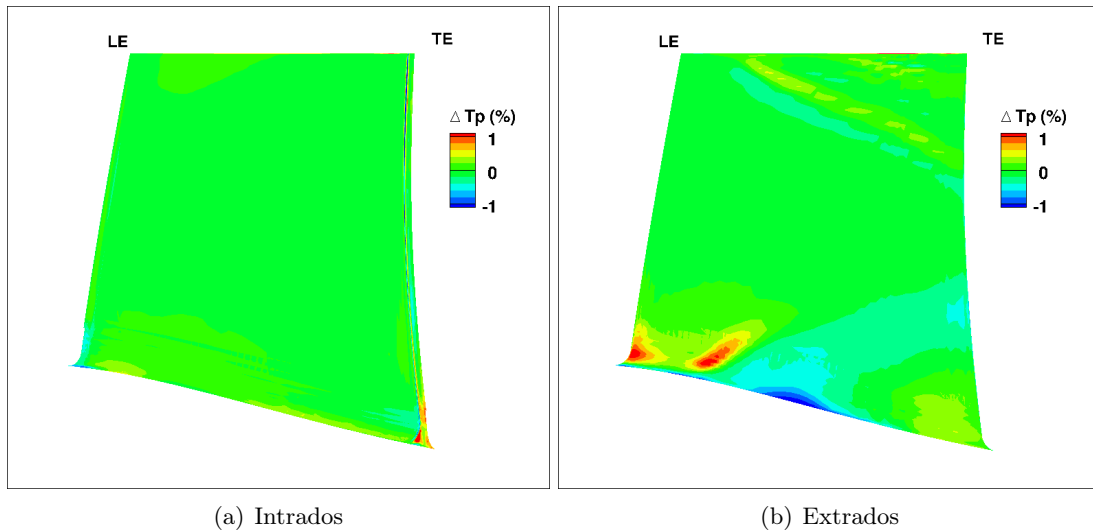 LE
TE
△ Tp (%)
1
0
-1
LE
TE
△ Tp (%)
1
0
-1
(a) Intrados
(b) Extrados